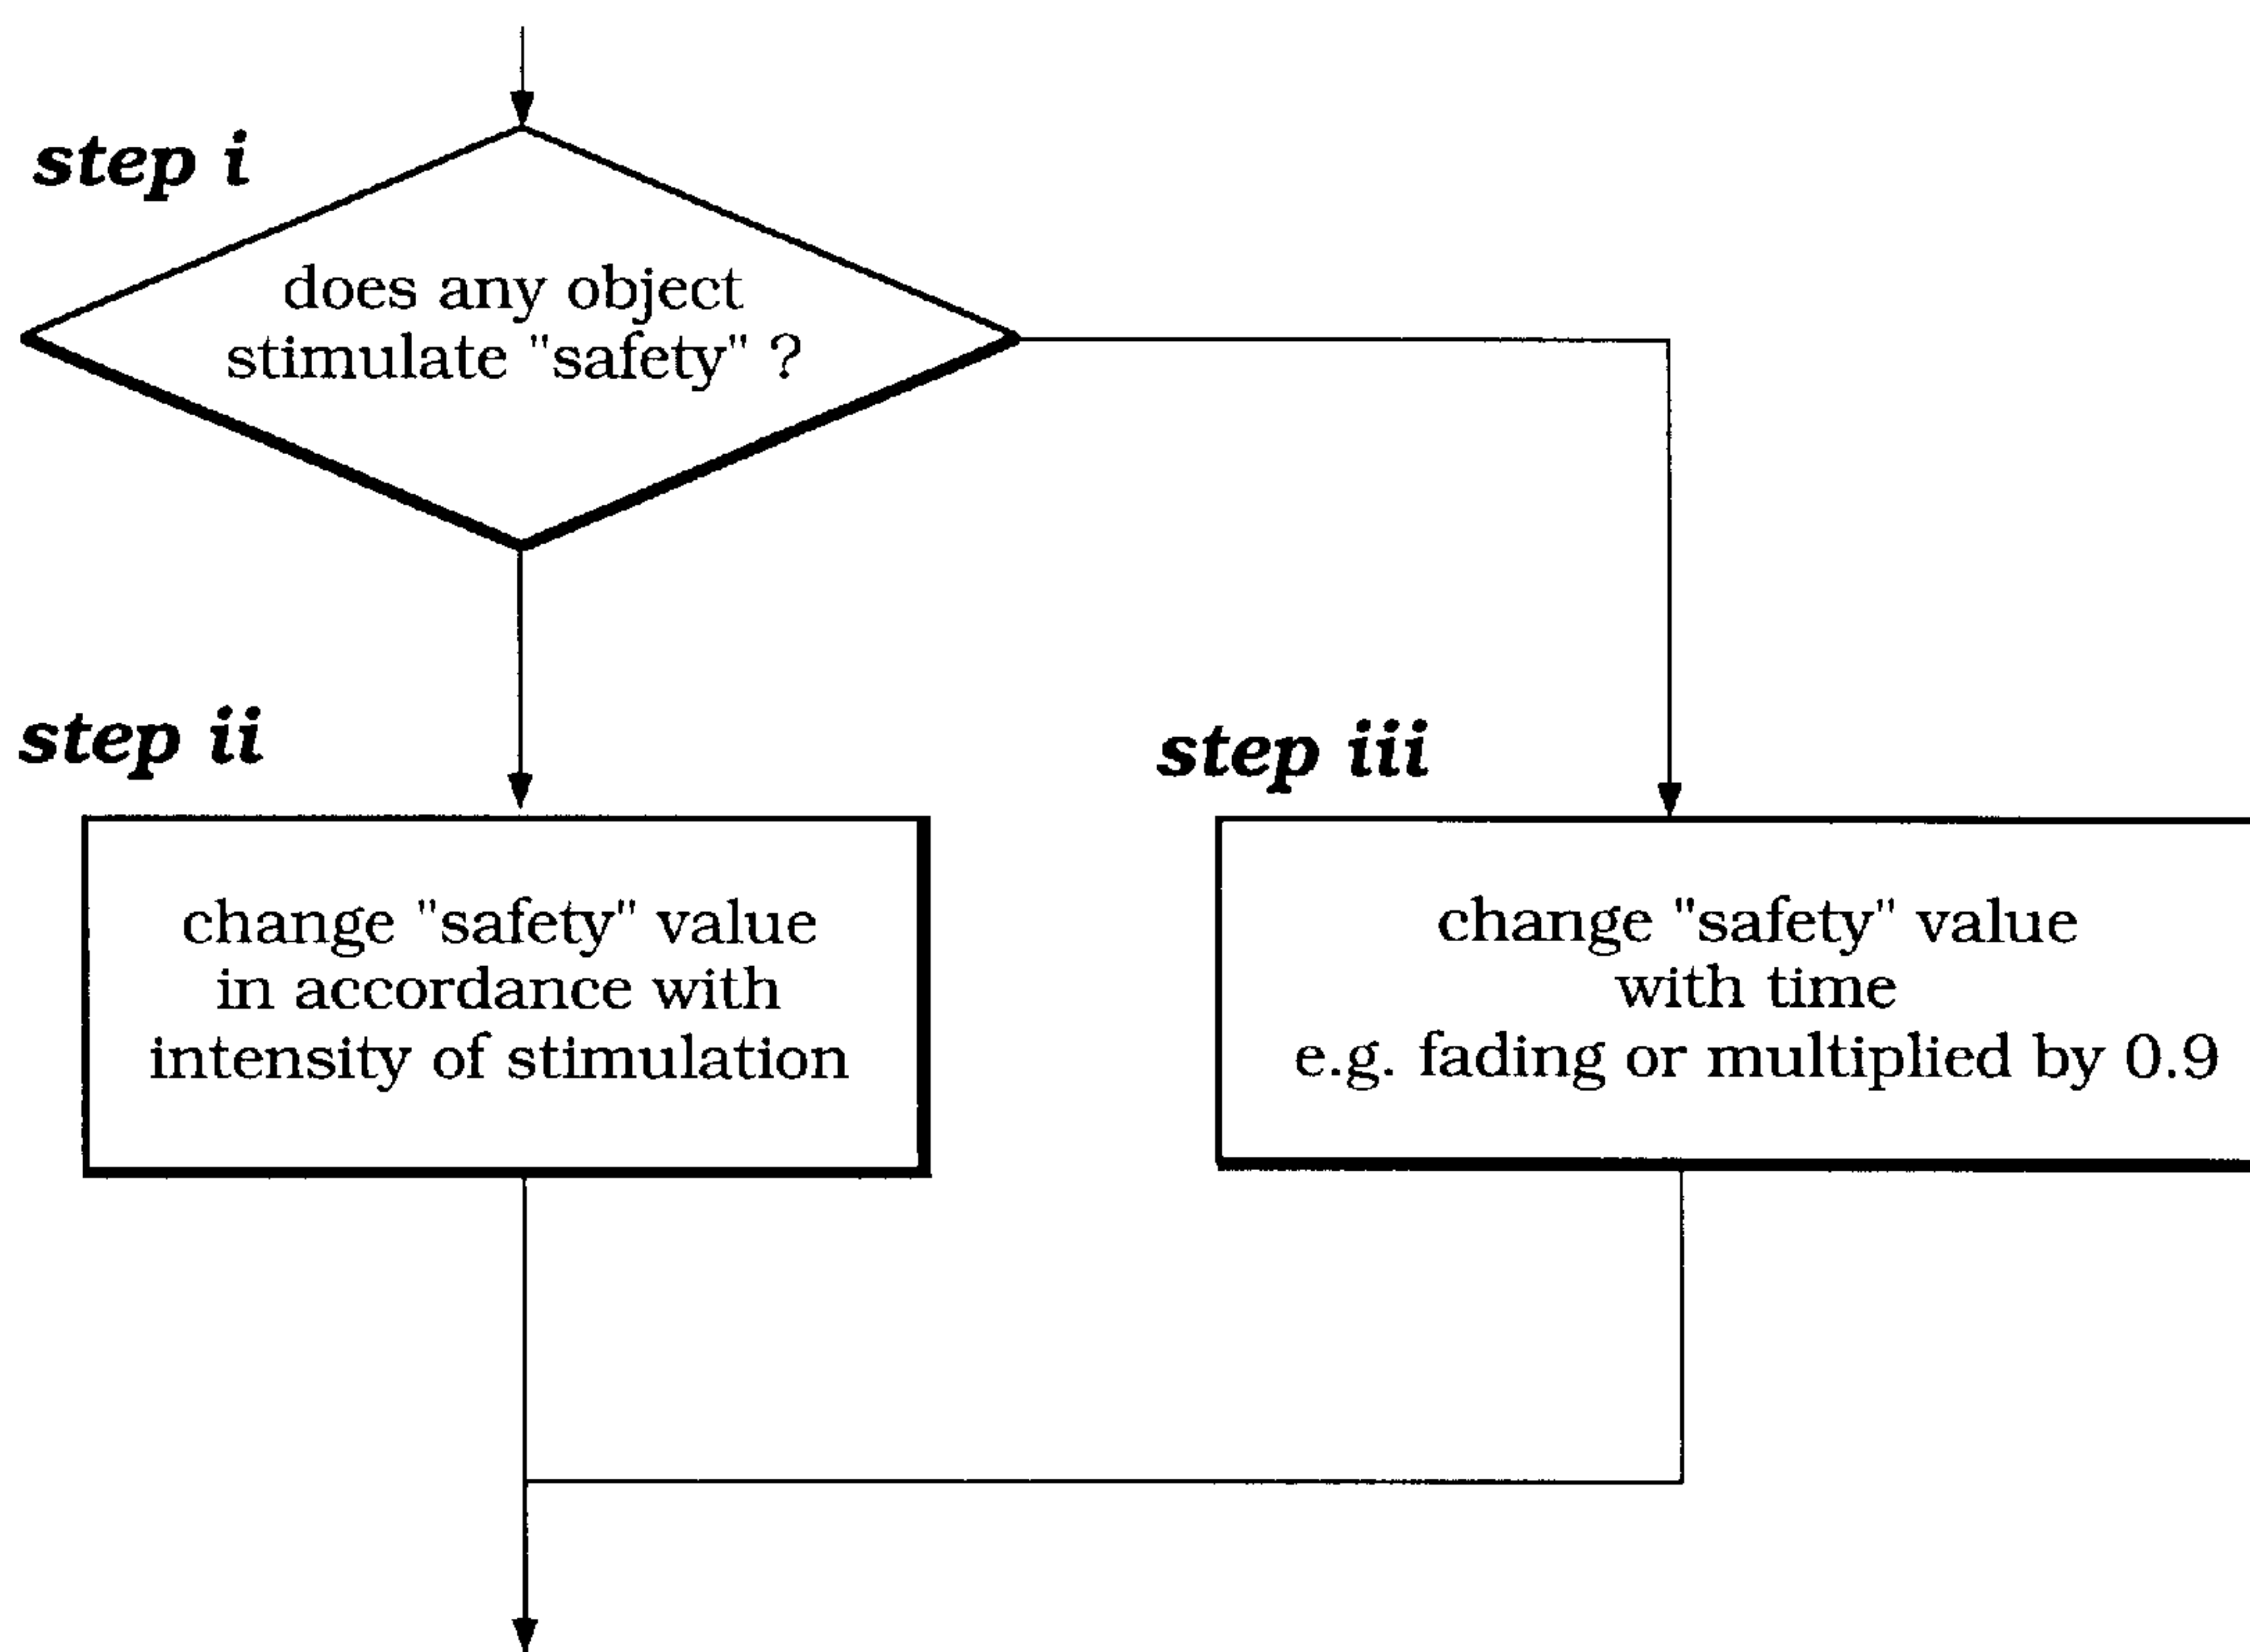 step i
does any object
stimulate "safety" ?
step ii
change "safety" value
in accordance with
intensity of stimulation
step iii
change "safety" value
with time
e.g. fading or multiplied by 0.9